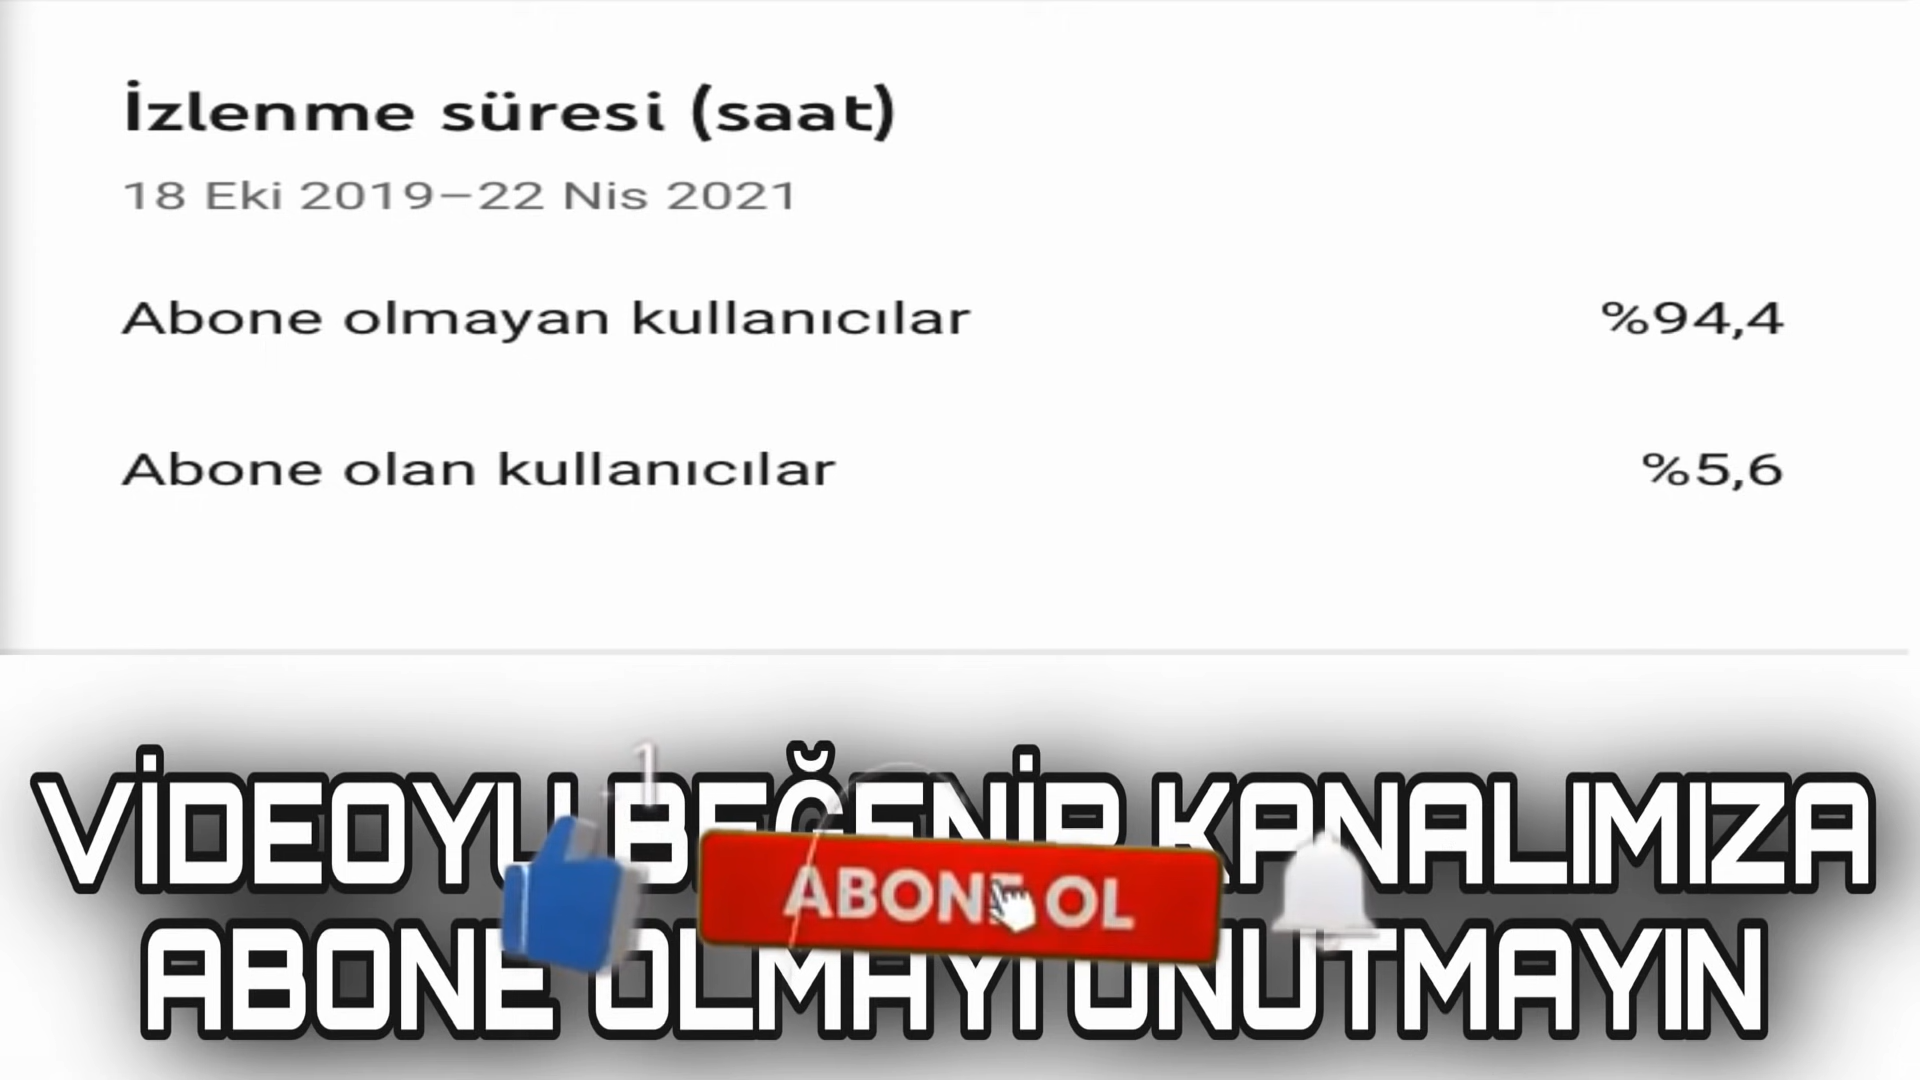 İzlenme süresi (saat)
18 Eki 2019–22 Nis 2021
Abone olmayan kullanıcılar %94,4
Abone olan kullanıcılar %5,6
1
VİDEOYU BEĞENİP KANALIMIZA
ABONE OL
ABONE OLMAYI UNUTMAYIN